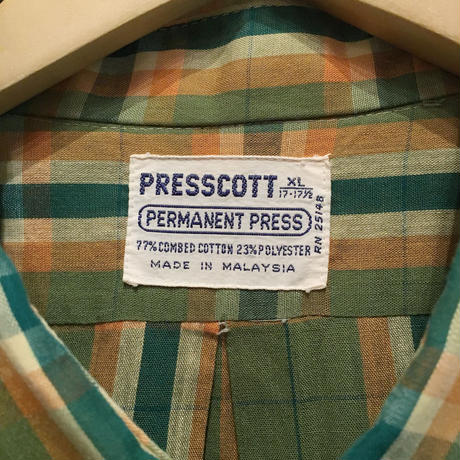 PRESSCOTT XL
17-17½
PERMANENT PRESS
77% COMBED COTTON 23% POLYESTER
MADE IN MALAYSIA
RN 25148